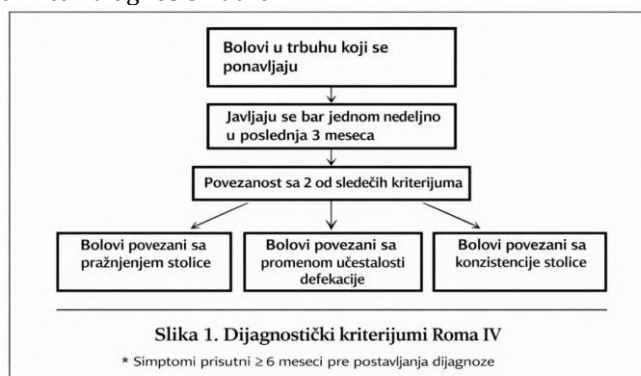 Bolovi u trbuhu koji se
ponavljaju
Javljaju se bar jednom nedeljno
u poslednja 3 meseca
Povezanost sa 2 od sledečih kriterijuma
Bolovi povezani sa
pražnjenjem stolice
Bolovi povezani sa
promenom učestalosti
defekacije
Bolovi povezani sa
konzistencije stolice
Slika 1. Dijagnostički kriterijumi Roma IV
* Simptomi prisutni ≥ 6 meseci pre postavljanja dijagnoze